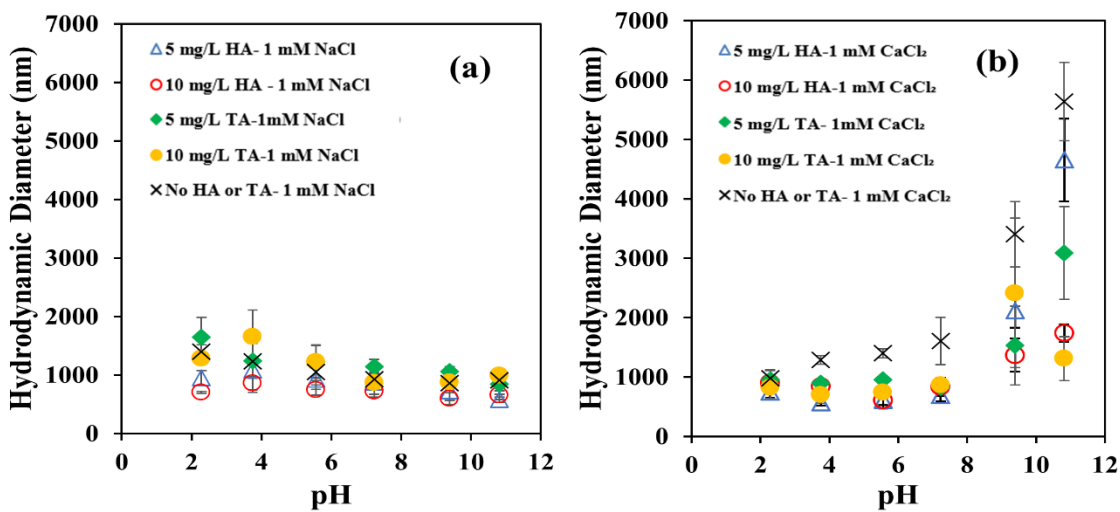 Hydrodynamic Diameter (nm)
7000
6000
5000
4000
3000
2000
1000
0
(a)
5 mg/L HA- 1 mM NaCl
10 mg/L HA - 1 mM NaCl
5 mg/L TA-1mM NaCl
10 mg/L TA-1 mM NaCl
No HA or TA- 1 mM NaCl
0 2 4 6 8 10 12
pH
Hydrodynamic Diameter (nm)
7000
6000
5000
4000
3000
2000
1000
0
(b)
5 mg/L HA-1 mM CaCl₂
10 mg/L HA-1 mM CaCl₂
5 mg/L TA- 1mM CaCl₂
10 mg/L TA-1 mM CaCl₂
No HA or TA- 1 mM CaCl₂
0 2 4 6 8 10 12
pH